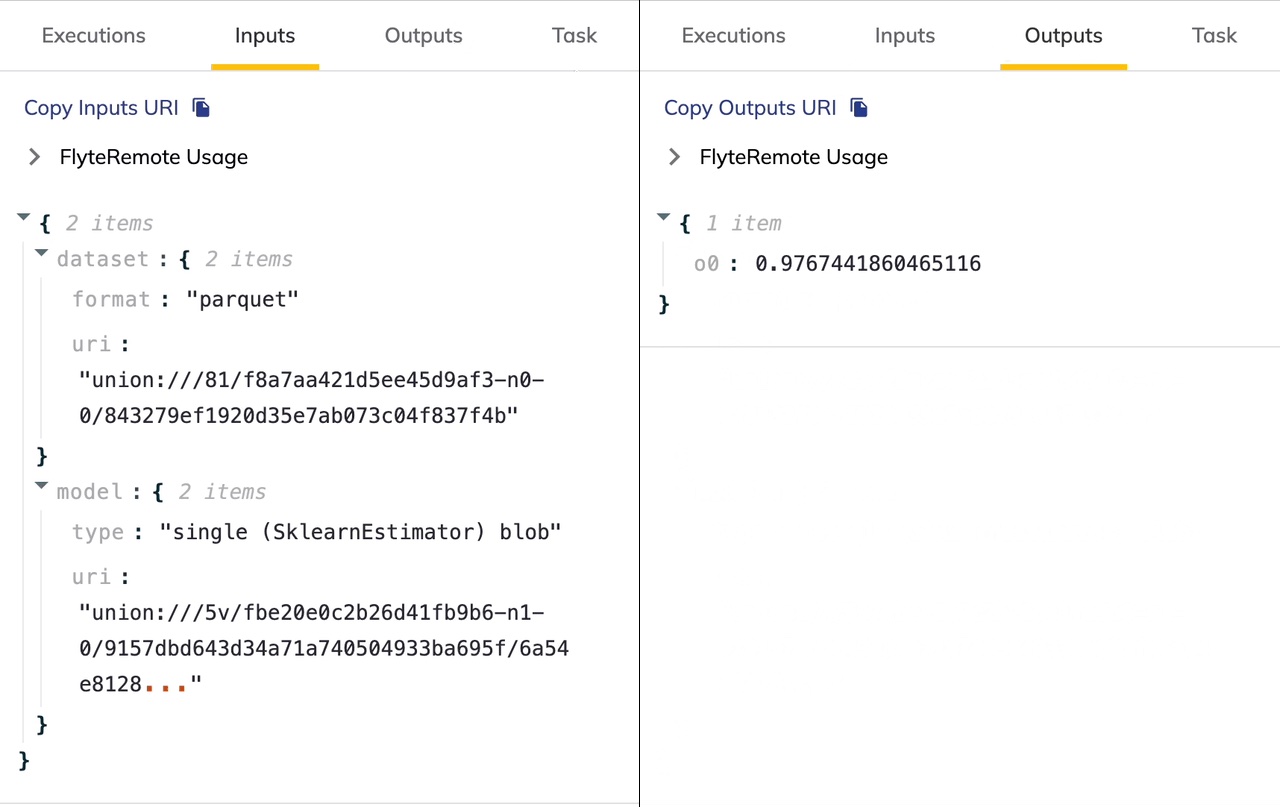 Executions Inputs Outputs Task
Copy Inputs URI
FlyteRemote Usage
{ 2 items
dataset : { 2 items
format : "parquet"
uri :
"union:///81/f8a7aa421d5ee45d9af3-n0-
0/843279ef1920d35e7ab073c04f837f4b"
}
model : { 2 items
type : "single (SklearnEstimator) blob"
uri :
"union:///5v/fbe20e0c2b26d41fb9b6-n1-
0/9157dbd643d34a71a740504933ba695f/6a54
e8128..."
}
}
Executions Inputs Outputs Task
Copy Outputs URI
FlyteRemote Usage
{ 1 item
o0 : 0.9767441860465116
}